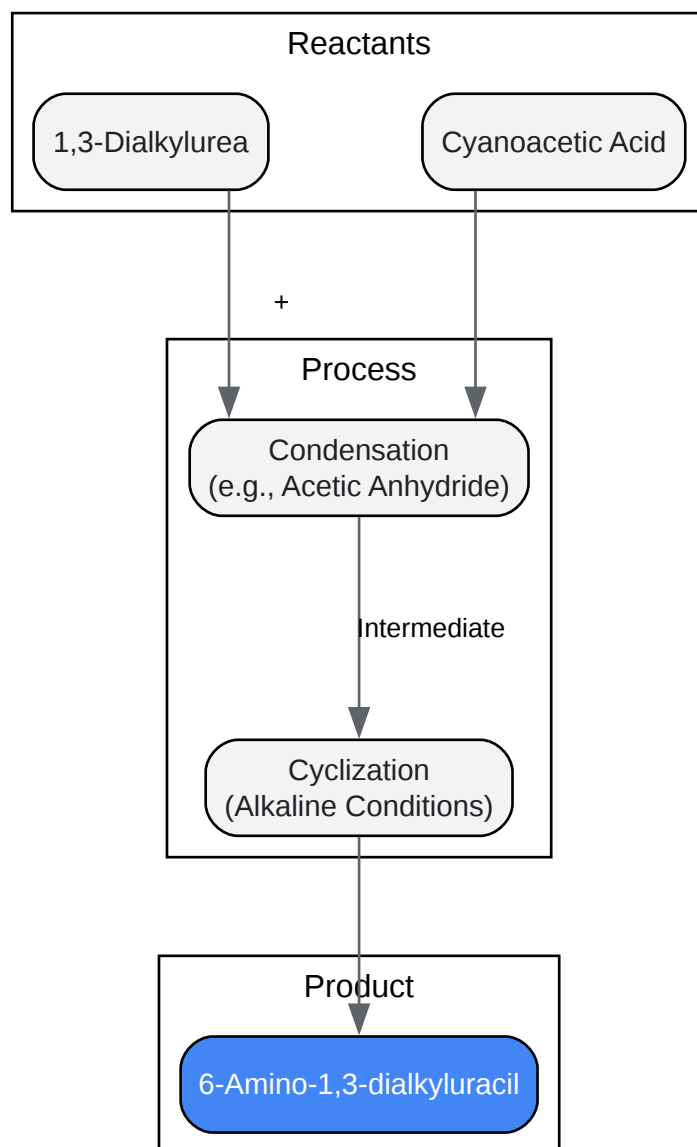 Reactants
1,3-Dialkylurea
Cyanoacetic Acid
+
Process
Condensation
(e.g., Acetic Anhydride)
Intermediate
Cyclization
(Alkaline Conditions)
Product
6-Amino-1,3-dialkyluracil